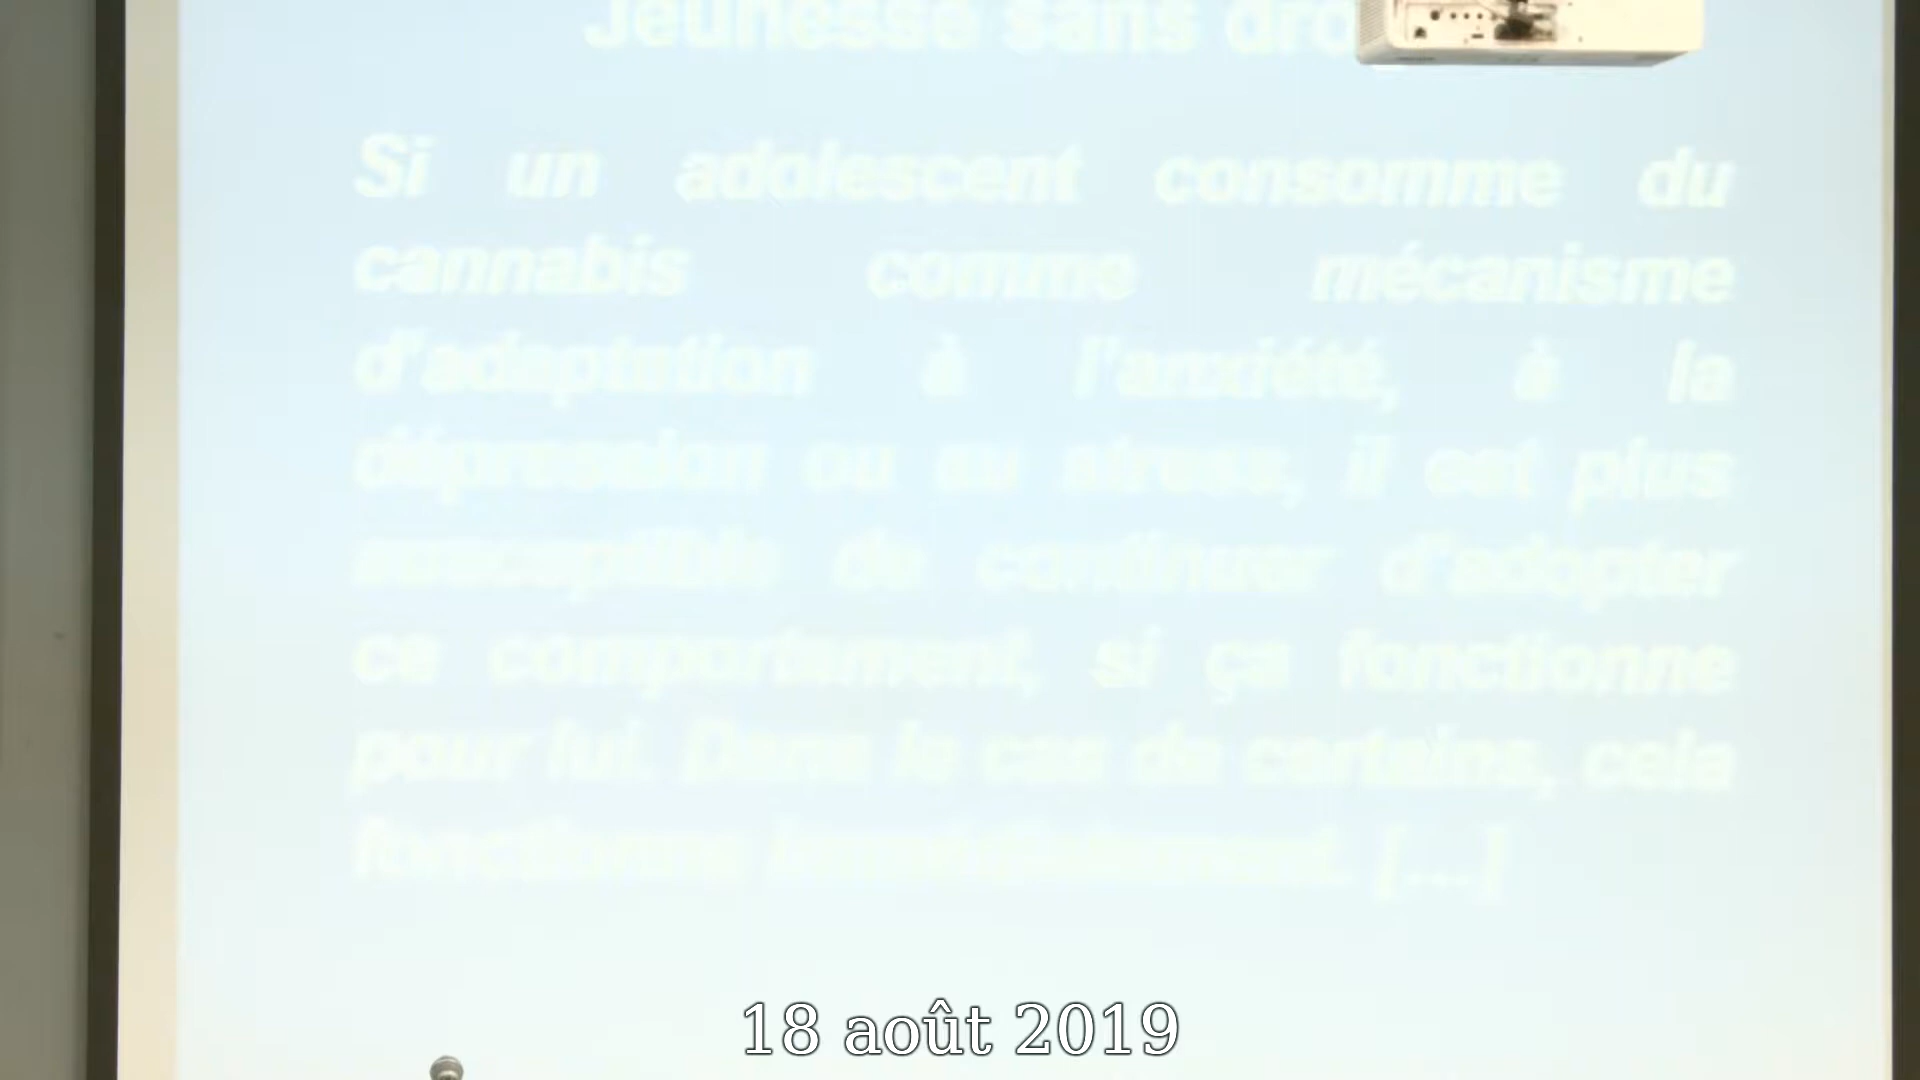 Jeunesse sans dro
Si un adolescent consomme du
cannabis comme mécanisme
d'adaptation à l'anxiété, à la
dépression ou au stress, il est plus
susceptible de continuer d'adopter
ce comportement, si ça fonctionne
pour lui. Dans le cas de certains, cela
fonctionne [...]
18 août 2019